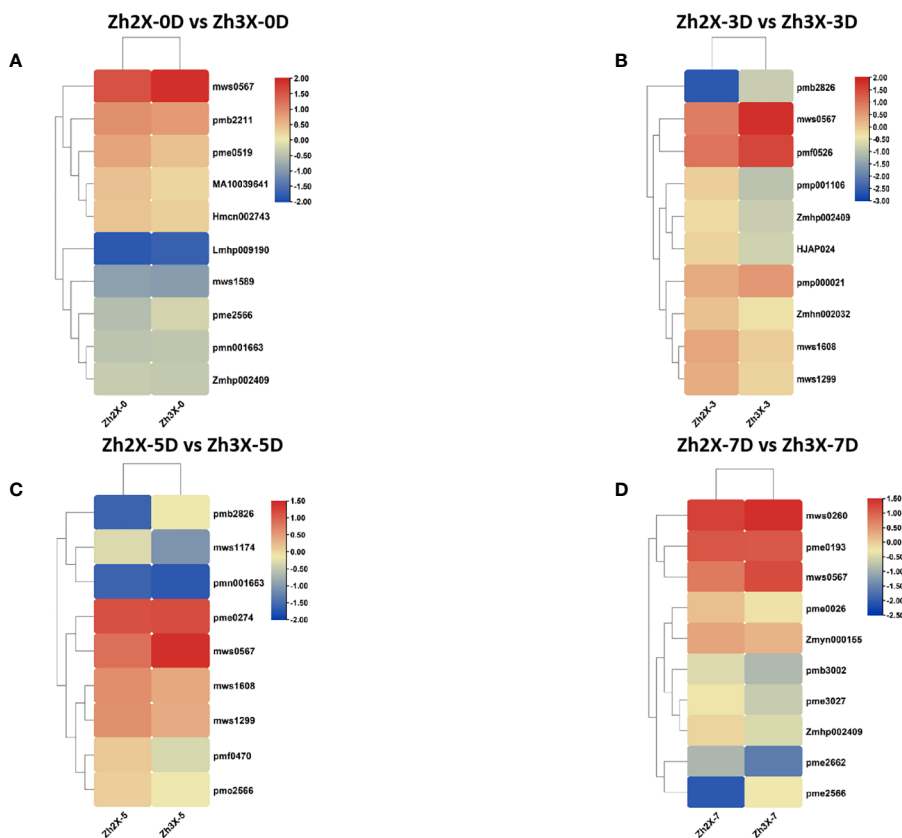 Zh2X-0D vs Zh3X-0D
A
mws0567
pmb2211
pme0519
MA10039641
Hmcn002743
Lmhp009190
mws1589
pme2566
pmn001663
Zmhp002409
2.00
1.50
1.00
0.50
0.00
-0.50
-1.00
-1.50
-2.00
Zh2X-0
Zh3X-0
Zh2X-3D vs Zh3X-3D
B
pmb2826
mws0567
pmf0526
pmp001106
Zmhp002409
HJAP024
pmp000021
Zmhn002032
mws1608
mws1299
2.00
1.50
1.00
0.50
0.00
-0.50
-1.00
-1.50
-2.00
-2.50
-3.00
Zh2X-3
Zh3X-3
Zh2X-5D vs Zh3X-5D
C
pmb2826
mws1174
pmn001663
pme0274
mws0567
mws1608
mws1299
pmf0470
pmo2566
1.50
1.00
0.50
0.00
-0.50
-1.00
-1.50
-2.00
Zh2X-5
Zh3X-5
Zh2X-7D vs Zh3X-7D
D
mws0260
pme0193
mws0567
pme0026
Zmyn000155
pmb3002
pme3027
Zmhp002409
pme2662
pme2566
1.50
1.00
0.50
0.00
-0.50
-1.00
-1.50
-2.00
-2.50
Zh2X-7
Zh3X-7